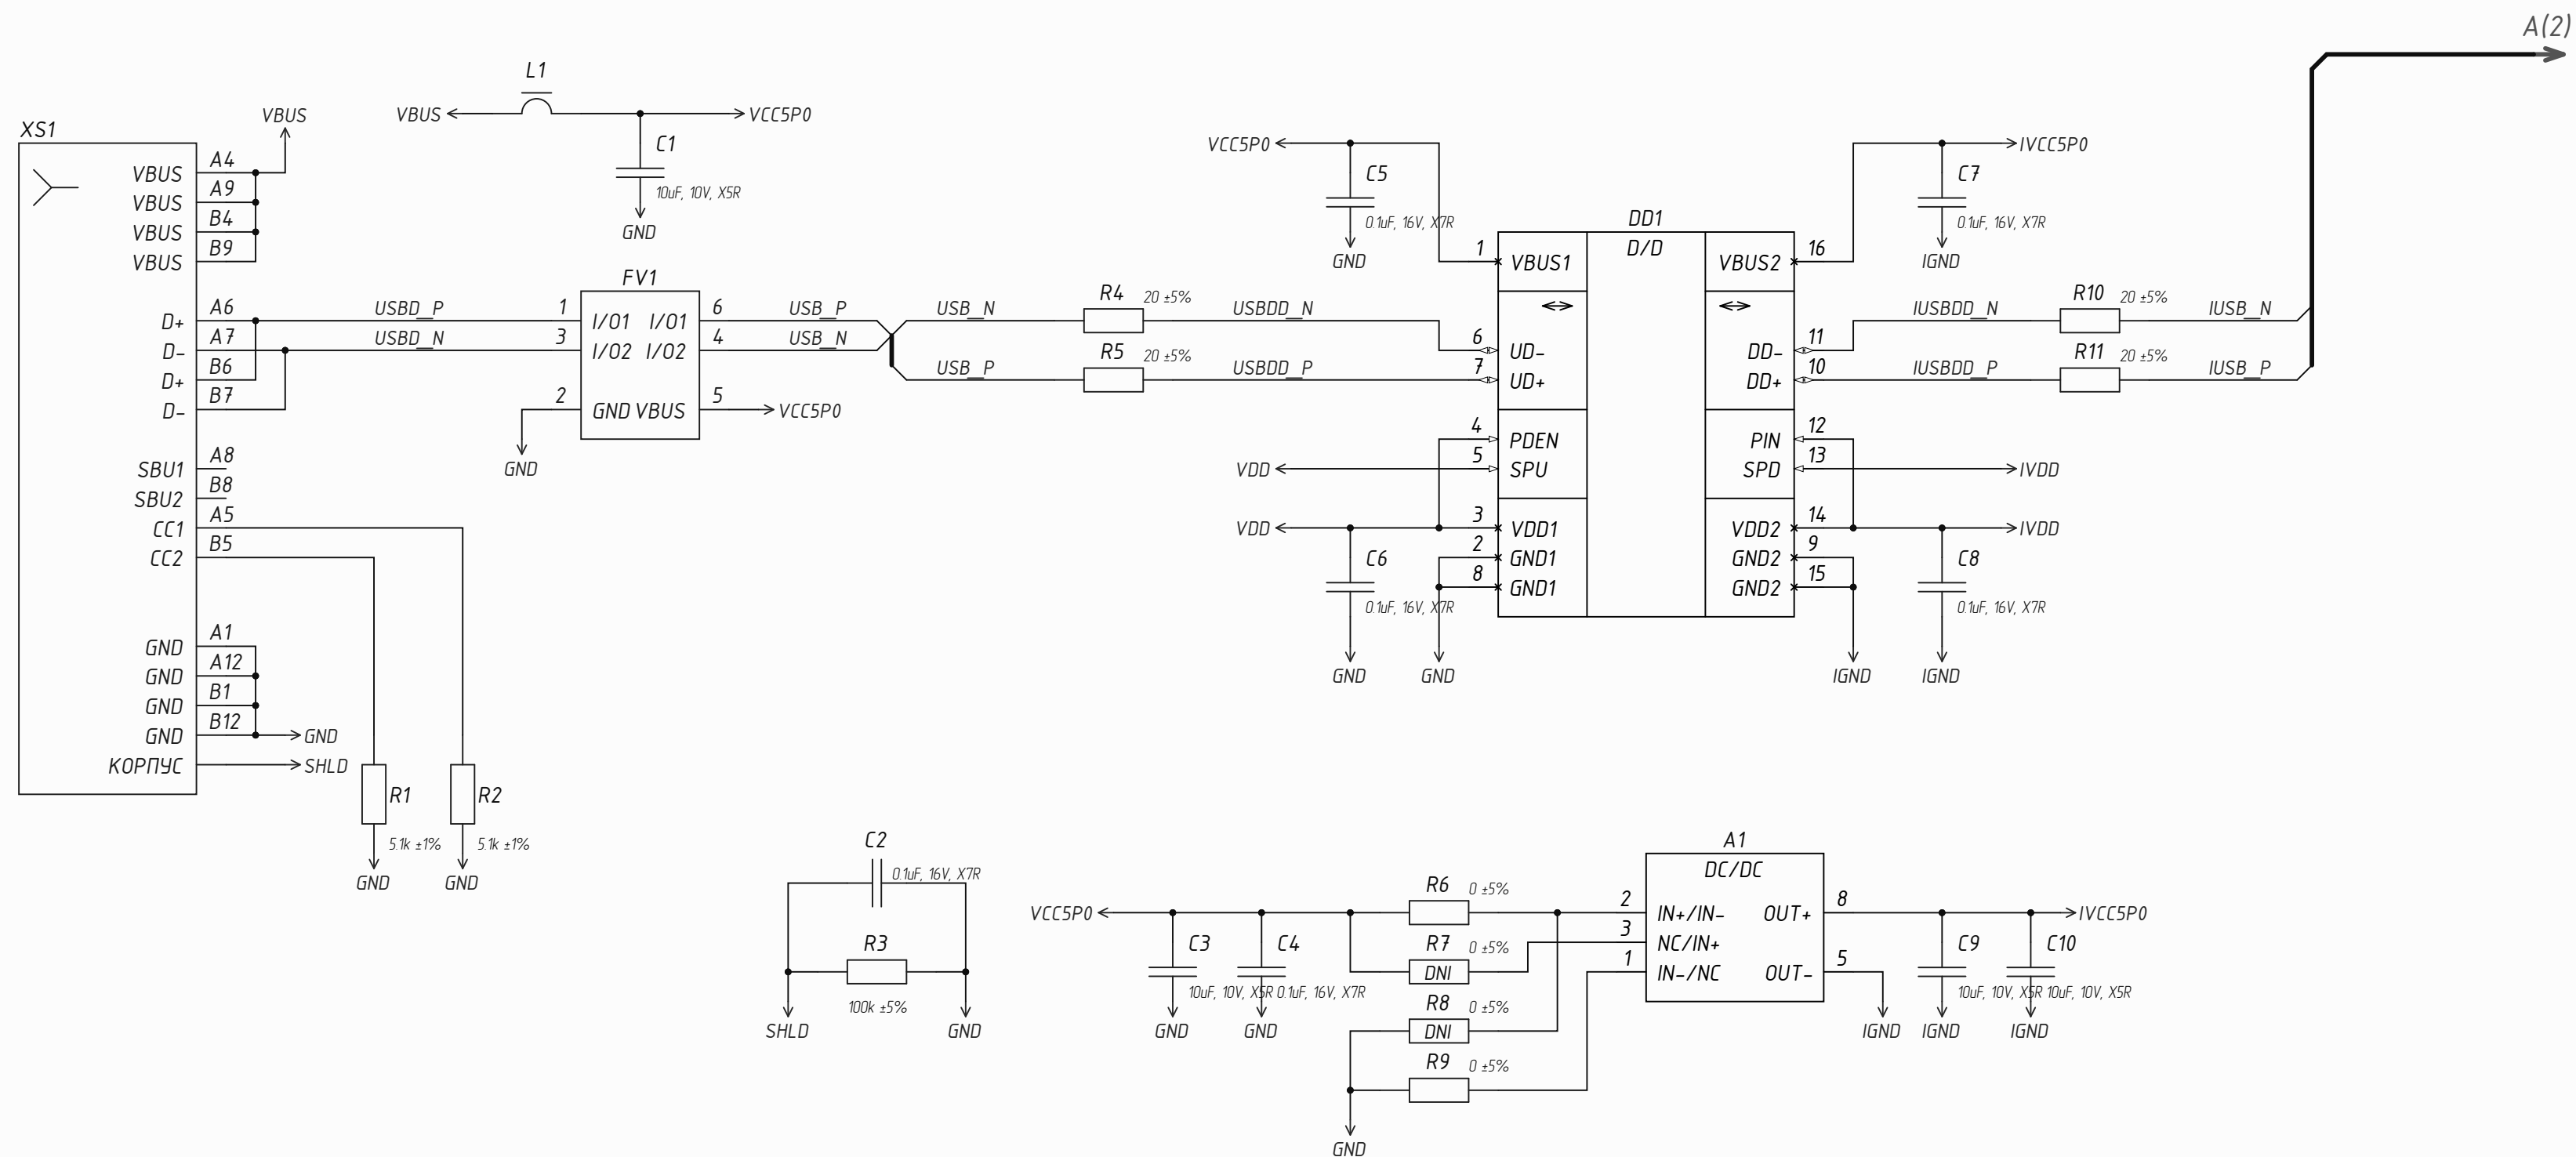 A(2)
L1
VBUS
VCC5P0
C1
10uF, 10V, X5R
GND
XS1
VBUS
VBUS A4
VBUS A9
VBUS B4
VBUS B9
D+ A6
D- A7
D+ B6
D- B7
SBU1 A8
SBU2 B8
CC1 A5
CC2 B5
GND A1
GND A12
GND B1
GND B12
GND
КОРПУС
SHLD
R1
5.1k ±1%
GND
R2
5.1k ±1%
GND
USBD_P
USBD_N
FV1
1 I/O1 I/O1 6
3 I/O2 I/O2 4
2 GND VBUS 5
GND
VCC5P0
USB_P
USB_N
USB_N
USB_P
R4 20 ±5%
R5 20 ±5%
USBDD_N
USBDD_P
VCC5P0
C5
0.1uF, 16V, X7R
GND
DD1
D/D
1 VBUS1 VBUS2 16
6 UD- DD- 11
7 UD+ DD+ 10
4 PDEN PIN 12
5 SPU SPD 13
3 VDD1 VDD2 14
2 GND1 GND2 9
8 GND1 GND2 15
VDD
VDD
C6
0.1uF, 16V, X7R
GND
GND
IVCC5P0
C7
0.1uF, 16V, X7R
IGND
IUSBDD_N
R10 20 ±5%
IUSB_N
IUSBDD_P
R11 20 ±5%
IUSB_P
IVDD
IVDD
C8
0.1uF, 16V, X7R
IGND
IGND
C2
0.1uF, 16V, X7R
R3
100k ±5%
SHLD
GND
VCC5P0
C3
10uF, 10V, X5R
GND
C4
0.1uF, 16V, X7R
GND
R6 0 ±5%
R7 0 ±5%
DNI
R8 0 ±5%
DNI
R9 0 ±5%
GND
A1
DC/DC
2 IN+/IN- OUT+ 8
3 NC/IN+
1 IN-/NC OUT- 5
IVCC5P0
IGND
C9
10uF, 10V, X5R
IGND
C10
10uF, 10V, X5R
IGND